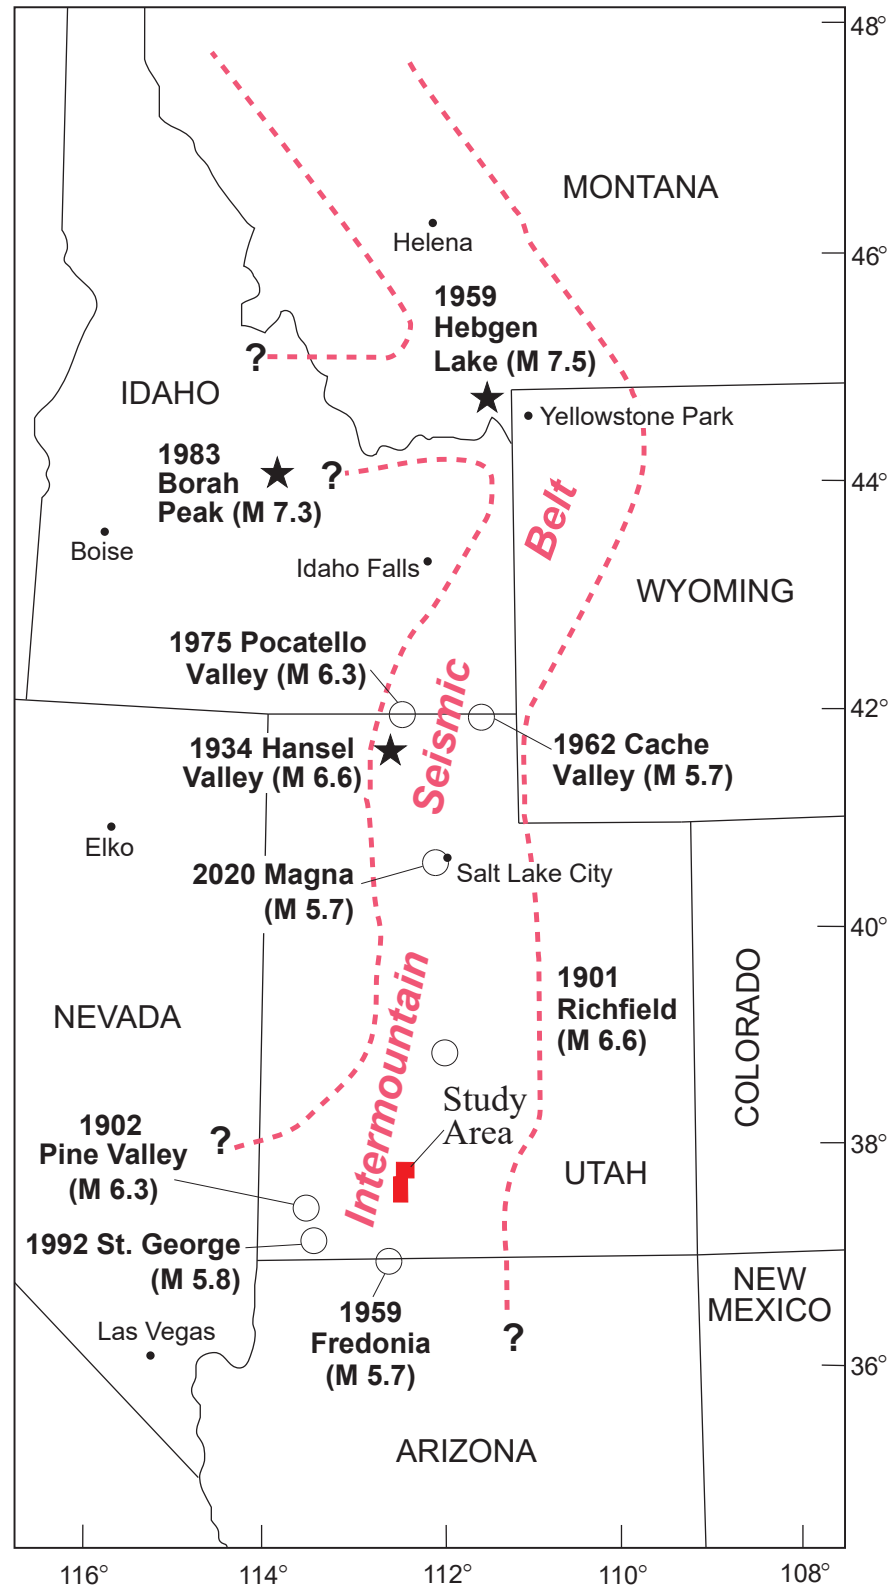 48°
MONTANA
Helena
46°
1959
Hebgen
Lake (M 7.5)
?
IDAHO
Yellowstone Park
1983
Borah
Peak (M 7.3)
?
44°
Belt
Boise
Idaho Falls
WYOMING
1975 Pocatello
Valley (M 6.3)
Seismic
42°
1934 Hansel
Valley (M 6.6)
1962 Cache
Valley (M 5.7)
Elko
2020 Magna
(M 5.7)
Salt Lake City
40°
Intermountain
1901
Richfield
(M 6.6)
COLORADO
NEVADA
Study
Area
1902
Pine Valley
(M 6.3)
?
38°
UTAH
1992 St. George
(M 5.8)
NEW
MEXICO
1959
Fredonia
(M 5.7)
?
Las Vegas
36°
ARIZONA
116°
114°
112°
110°
108°